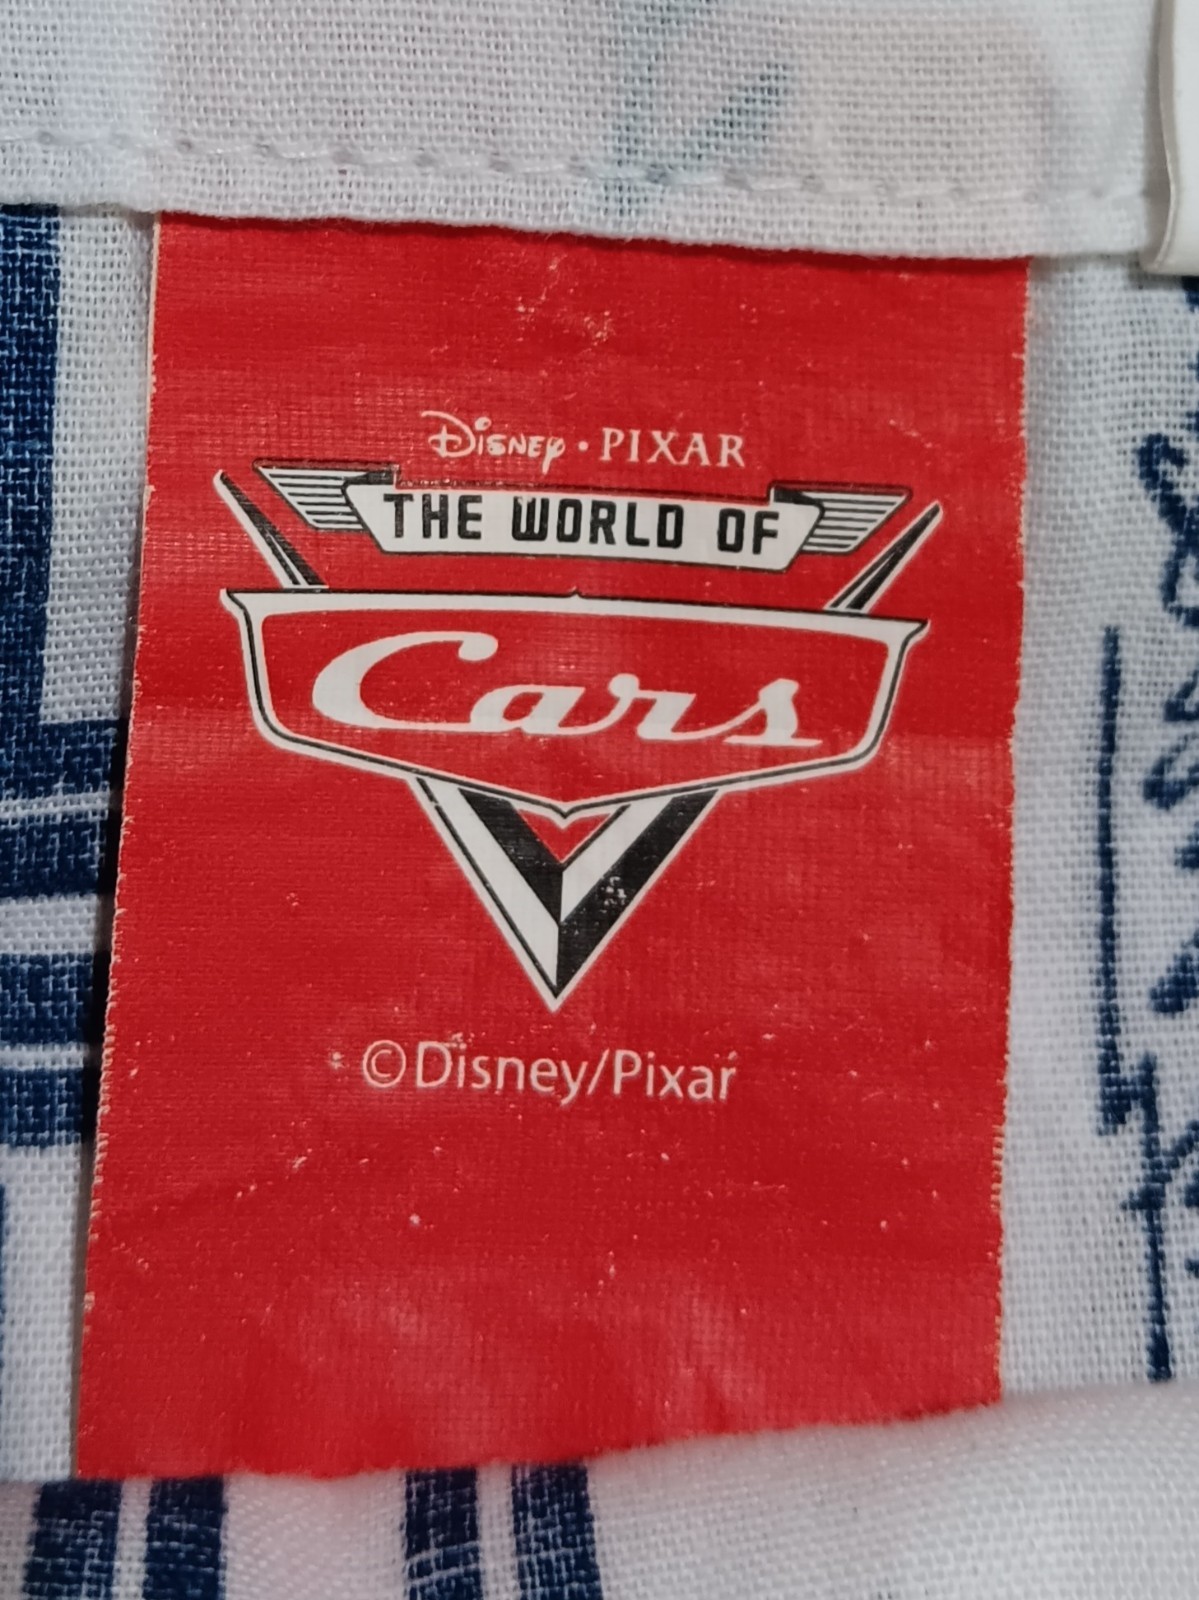 Disney · PIXAR
THE WORLD OF
Cars
©Disney/Pixar